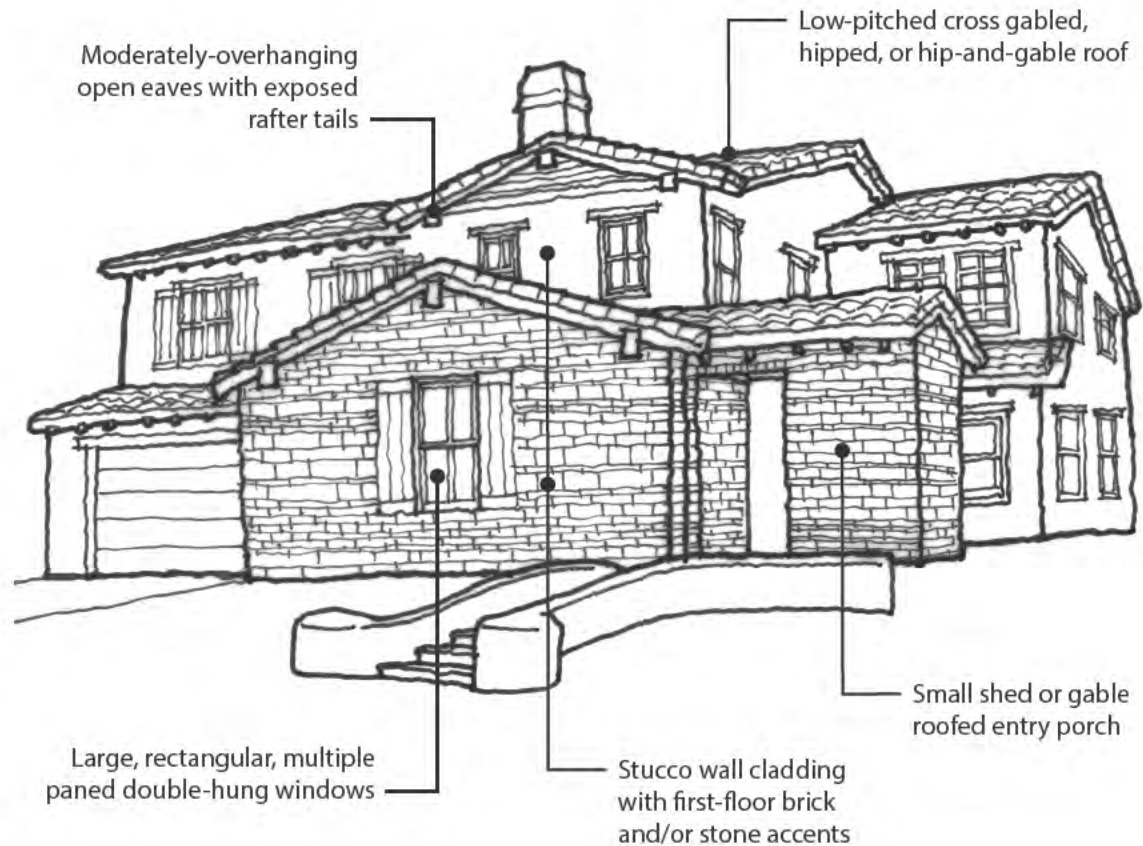 Low-pitched cross gabled,
hipped, or hip-and-gable roof
Moderately-overhanging
open eaves with exposed
rafter tails
Small shed or gable
roofed entry porch
Large, rectangular, multiple
paned double-hung windows
Stucco wall cladding
with first-floor brick
and/or stone accents